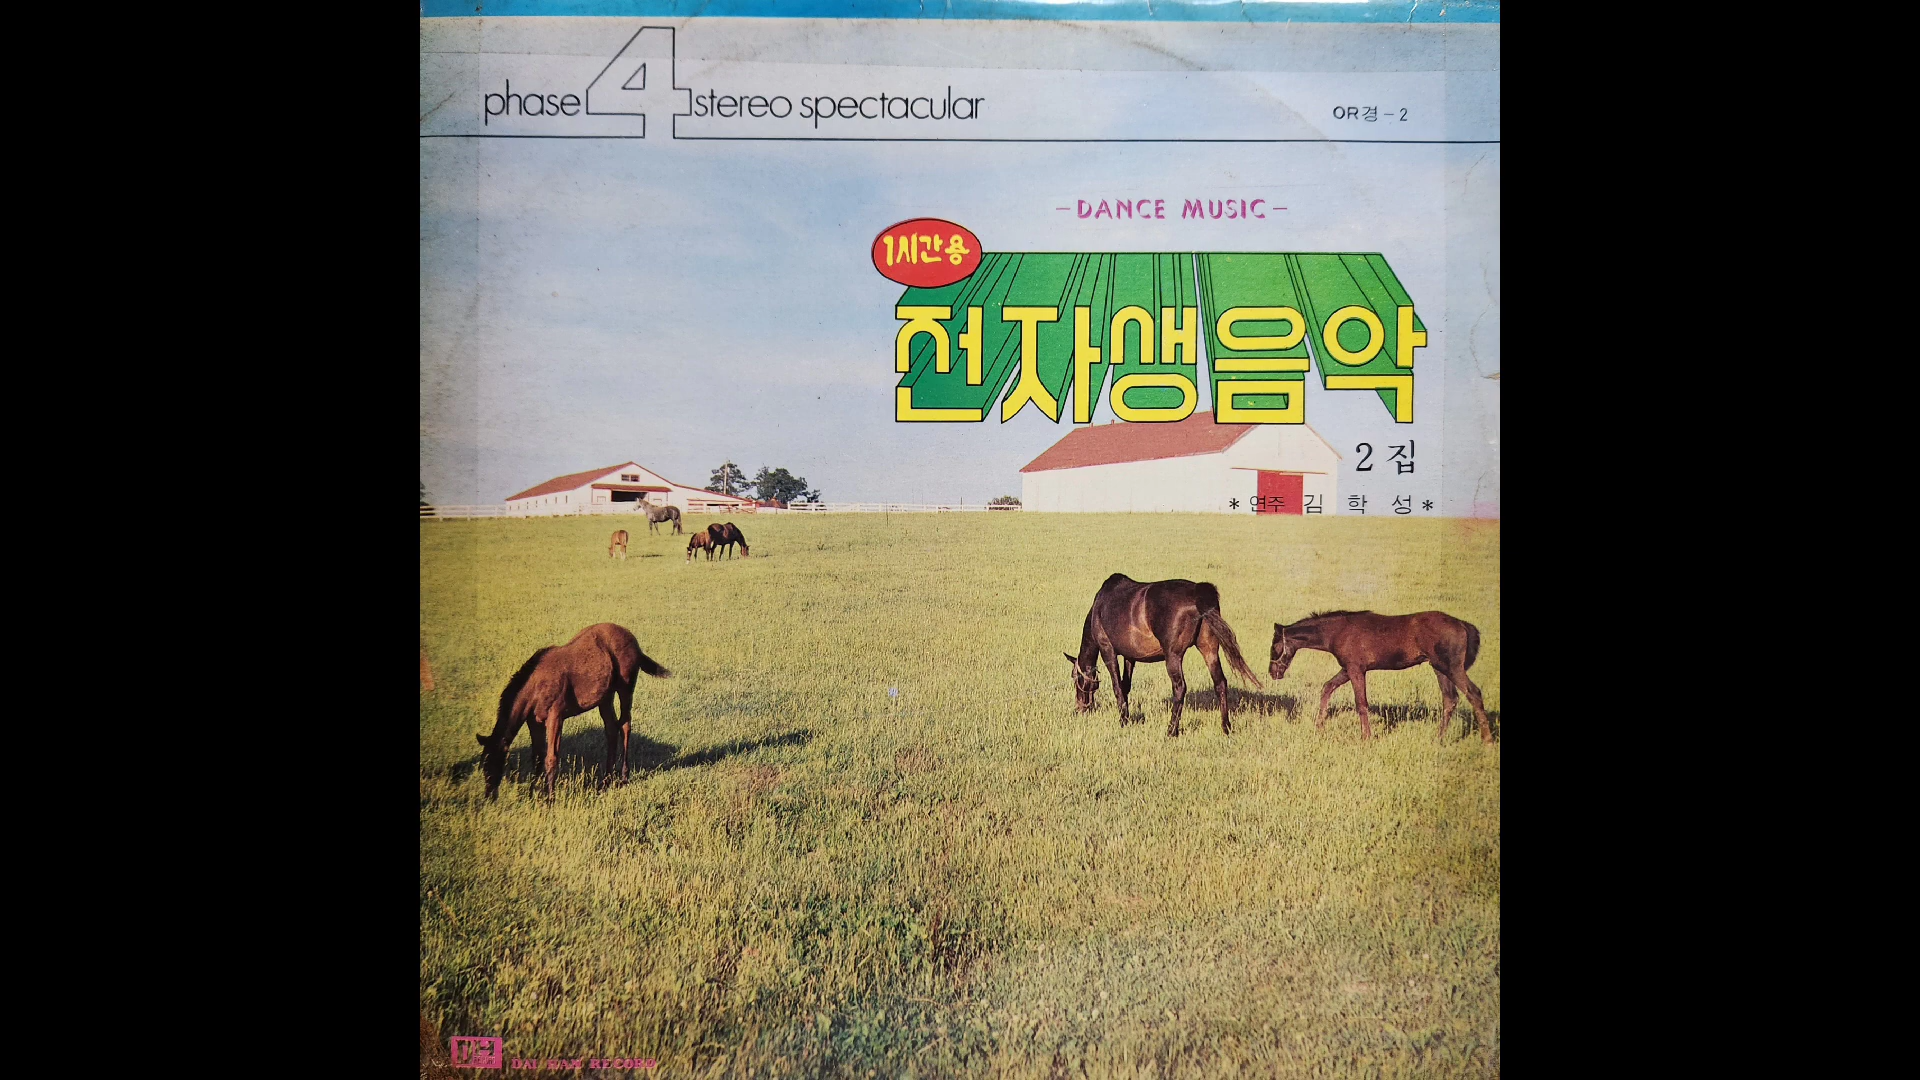 phase 4 stereo spectacular
OR경-2
-DANCE MUSIC-
1시간용
전자생음악
2집
*연주 김 학 성*
DAI HAN RECORD